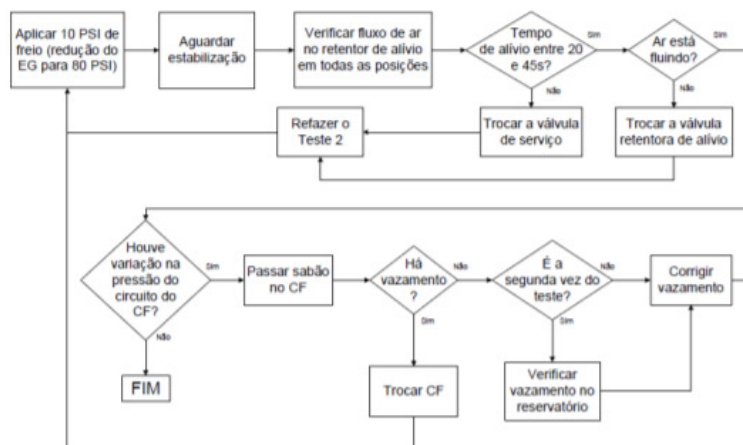 Aplicar 10 PSI de
freio (redução do
EG para 80 PSI)
Aguardar
estabilização
Verificar fluxo de ar
no retentor de alívio
em todas as posições
Tempo
de alívio entre 20
e 45s?
Sim
Ar está
fluindo?
Sim
Não
Não
Refazer o
Teste 2
Trocar a válvula
de serviço
Trocar a válvula
retentora de alívio
Houve
variação na
pressão do
circuito do
CF?
Sim
Passar sabão
no CF
Há
vazamento
?
Não
É a
segunda vez do
teste?
Não
Corrigir
vazamento
Não
Sim
Sim
FIM
Trocar CF
Verificar
vazamento no
reservatório